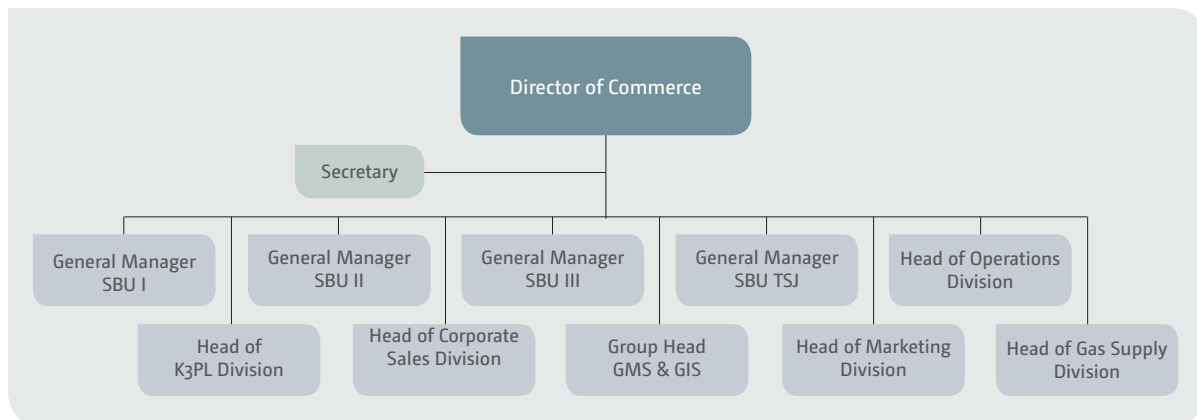 Director of Commerce
Secretary
General Manager
SBU I
General Manager
SBU II
General Manager
SBU III
General Manager
SBU TSJ
Head of Operations
Division
Head of
K3PL Division
Head of Corporate
Sales Division
Group Head
GMS & GIS
Head of Marketing
Division
Head of Gas Supply
Division